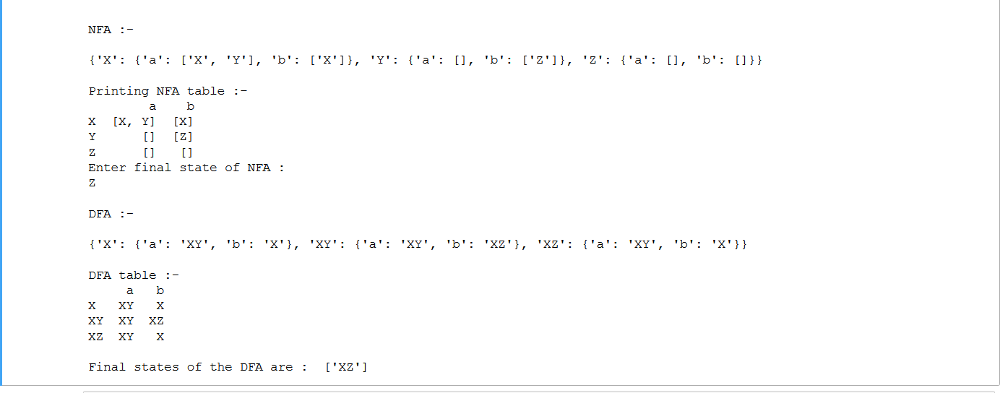 NFA :-
{'X': {'a': ['X', 'Y'], 'b': ['X']}, 'Y': {'a': [], 'b': ['Z']}, 'Z': {'a': [], 'b': []}}
Printing NFA table :-
a b
X [X, Y] [X]
Y [] [Z]
Z [] []
Enter final state of NFA :
Z
DFA :-
{'X': {'a': 'XY', 'b': 'X'}, 'XY': {'a': 'XY', 'b': 'XZ'}, 'XZ': {'a': 'XY', 'b': 'X'}}
DFA table :-
a b
X XY X
XY XY XZ
XZ XY X
Final states of the DFA are : ['XZ']